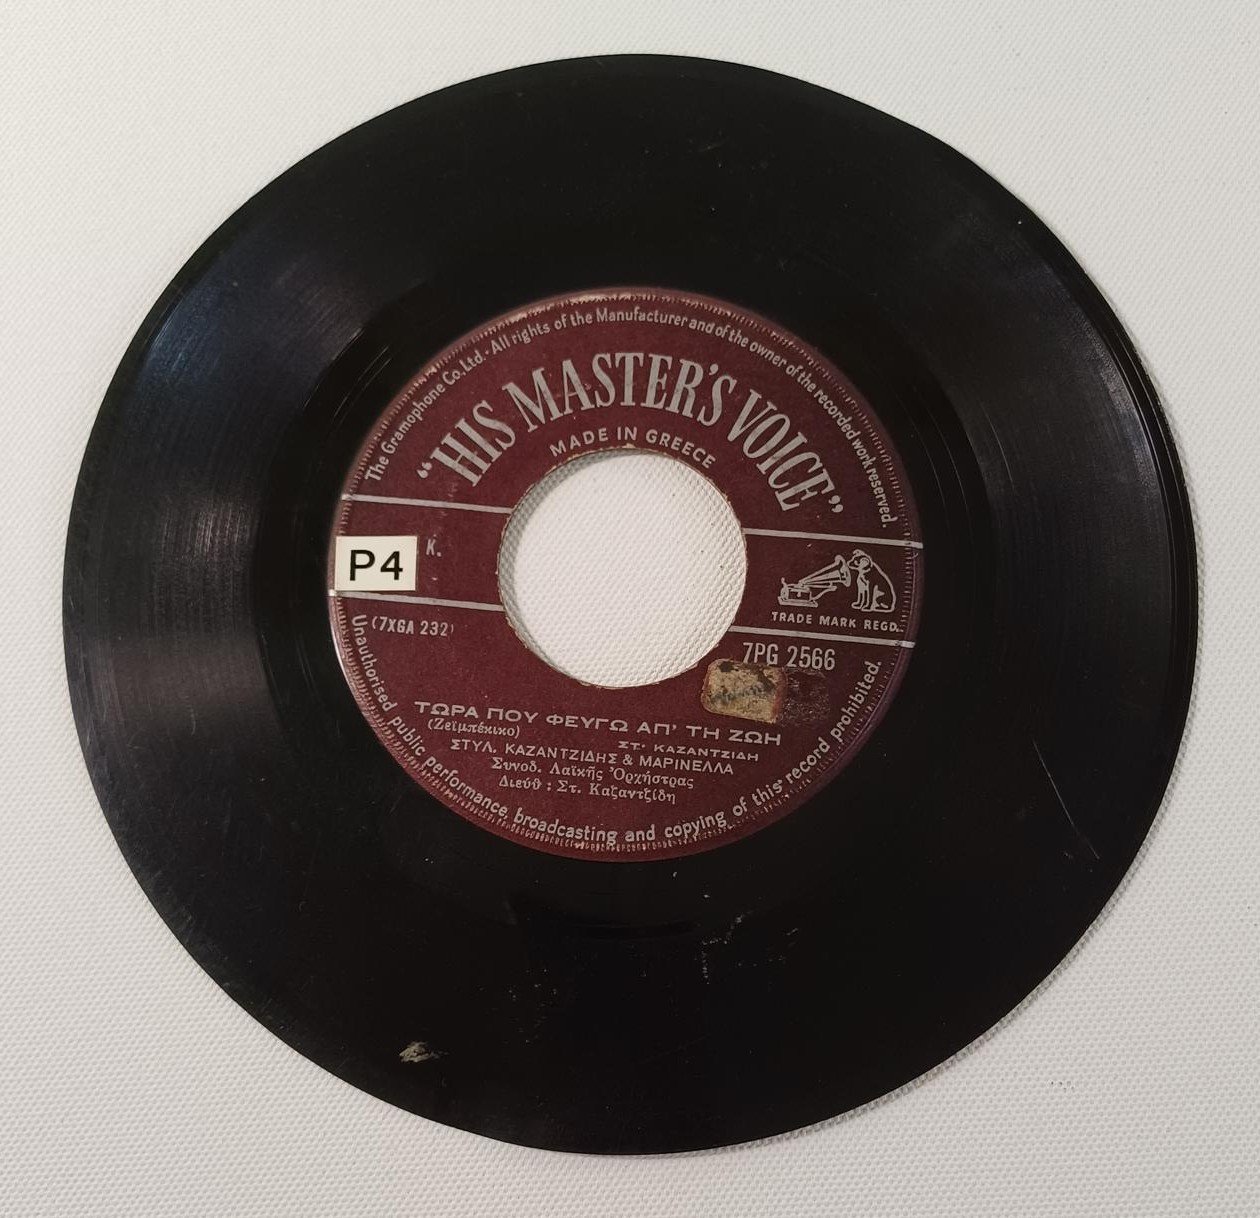 The Gramophone Co. Ltd. · All rights of the Manufacturer and of the owner of the recorded work reserved.
"HIS MASTER'S VOICE"
MADE IN GREECE
P4
K.
TRADE MARK REGD.
(7XGA 232)
7PG 2566
ΤΩΡΑ ΠΟΥ ΦΕΥΓΩ ΑΠ' ΤΗ ΖΩΗ
(Ζεϊμπέκικο)
ΣΤ. ΚΑΖΑΝΤΖΙΔΗ
ΣΤΥΛ. ΚΑΖΑΝΤΖΙΔΗΣ & ΜΑΡΙΝΕΛΛΑ
Συνοδ. Λαϊκῆς Ὀρχήστρας
Διεύθ : Στ. Καζαντζίδη
Unauthorised public performance, broadcasting and copying of this record prohibited.